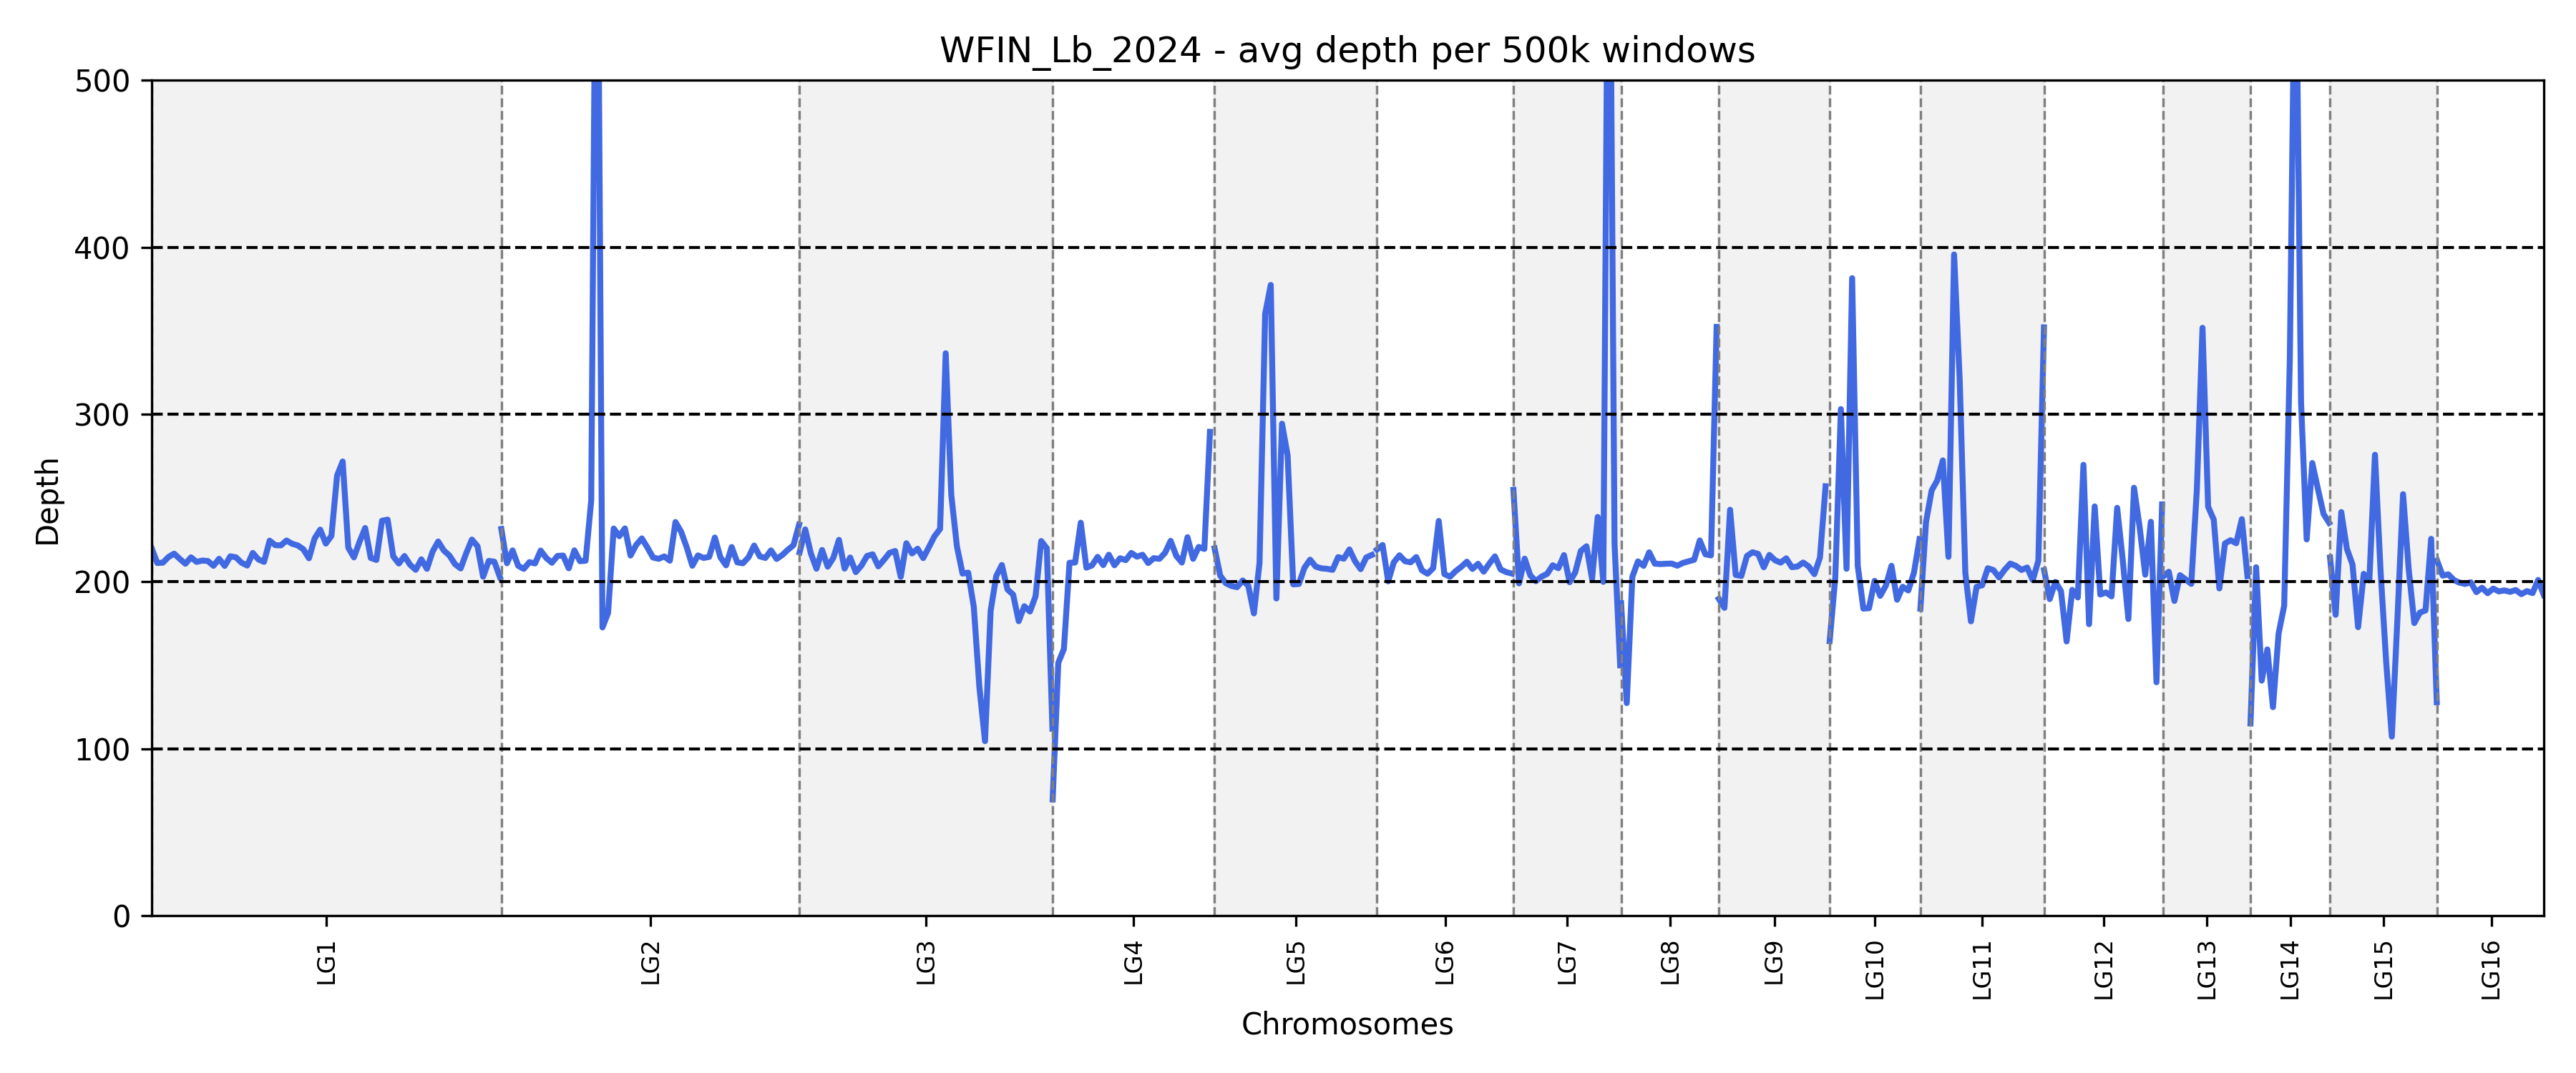 WFIN_Lb_2024 - avg depth per 500k windows
500
400
300
200
100
0
Depth
LG1
LG2
LG3
LG4
LG5
LG6
LG7
LG8
LG9
LG10
LG11
LG12
LG13
LG14
LG15
LG16
Chromosomes